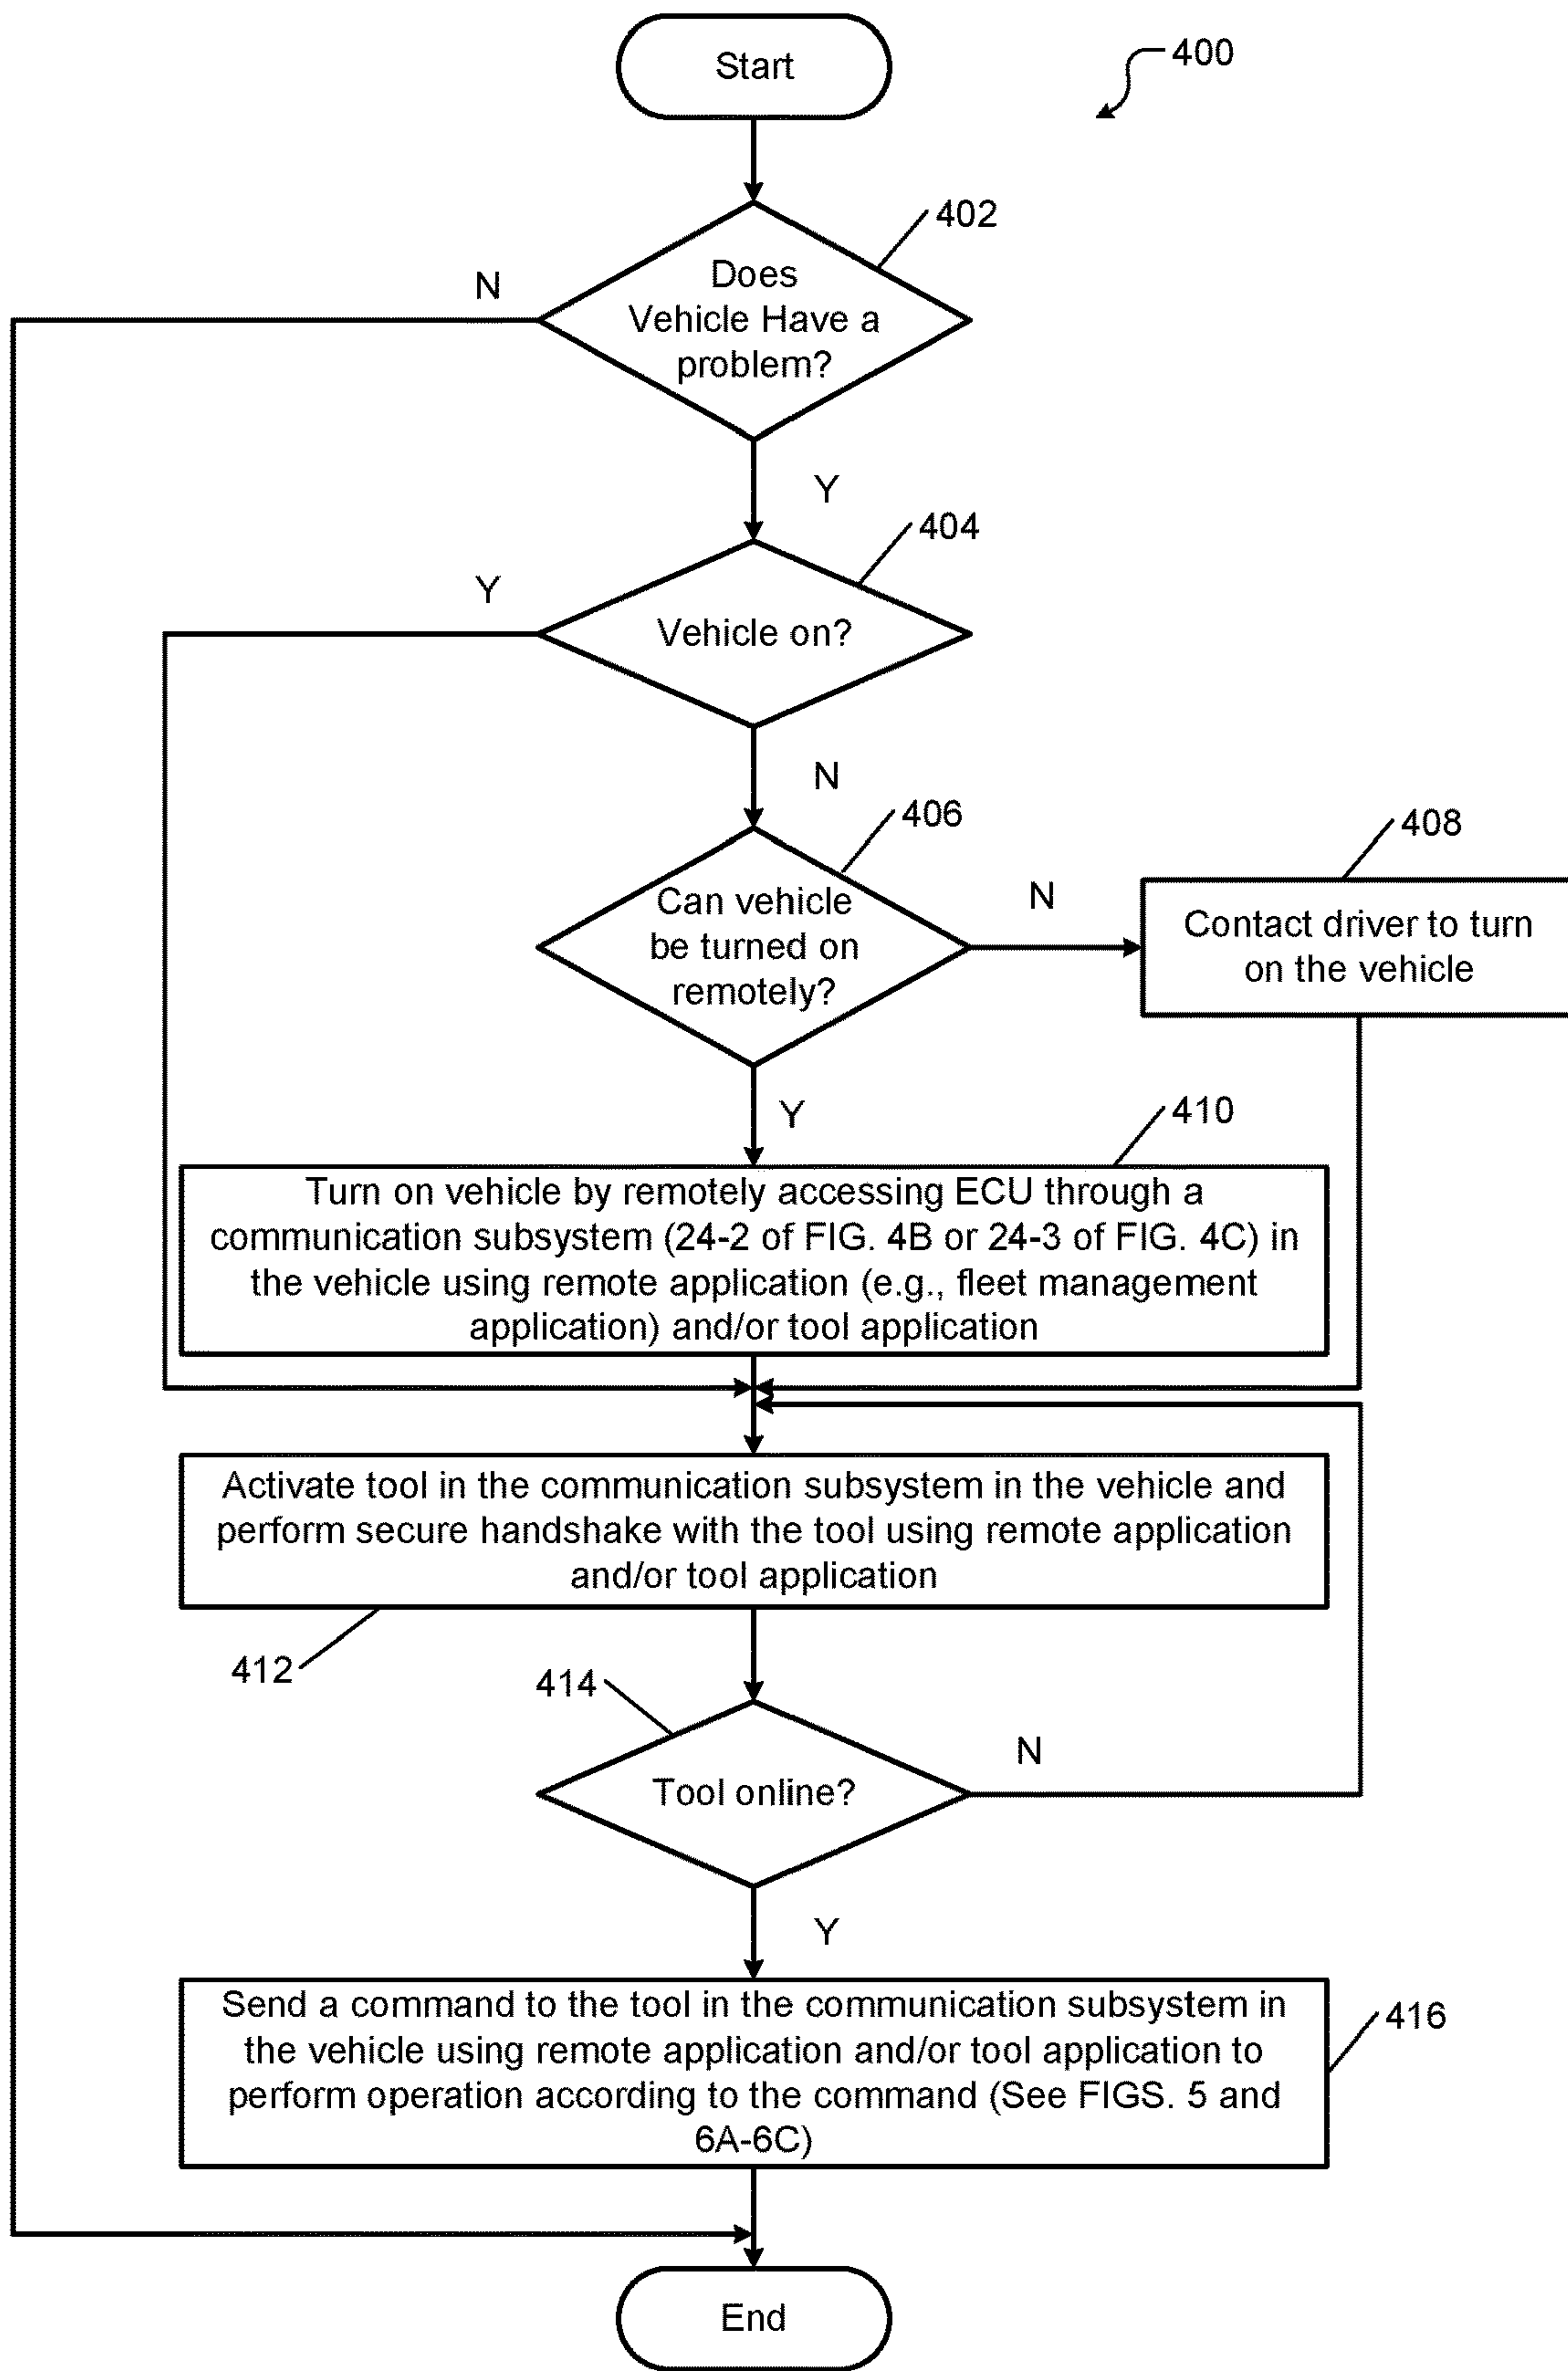 Start
400
402
Does
Vehicle Have a
problem?
N
Y
404
Vehicle on?
Y
N
406
Can vehicle
be turned on
remotely?
N
408
Contact driver to turn
on the vehicle
Y
410
Turn on vehicle by remotely accessing ECU through a
communication subsystem (24-2 of FIG. 4B or 24-3 of FIG. 4C) in
the vehicle using remote application (e.g., fleet management
application) and/or tool application
Activate tool in the communication subsystem in the vehicle and
perform secure handshake with the tool using remote application
and/or tool application
412
414
Tool online?
N
Y
Send a command to the tool in the communication subsystem in
the vehicle using remote application and/or tool application to
perform operation according to the command (See FIGS. 5 and
6A-6C)
416
End